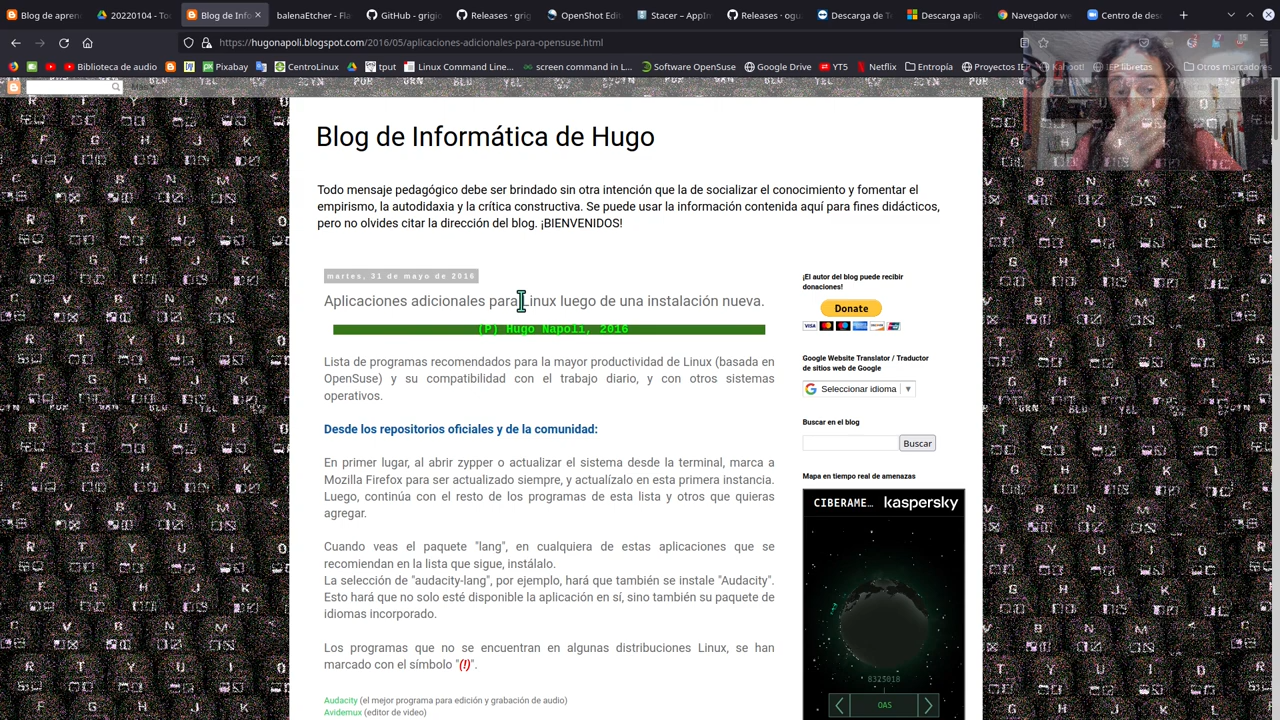 Blog de aprend
20220104 - Toc
Blog de Info
balenaEtcher - F
Releases · geek
OpenShot Edito
Stacer — AppIm
Releases · ungo
Descarga de Te
Descarga aplica
Navegador web
Centro de desc
https://hugonapoli.blogspot.com/2016/05/aplicaciones-adicionales-para-opensuse.html
Biblioteca de audio
Pixabay
CentroLinux
tput
Linux Command Line...
screen command in L...
Software OpenSuse
Google Drive
YT5
Netflix
Entropía
Proyectos IE
Kahoot!
IEP libretas
Otros marcadores
Blog de Informática de Hugo
Todo mensaje pedagógico debe ser brindado sin otra intención que la de socializar el conocimiento y fomentar el
empirismo, la autodidaxia y la crítica constructiva. Se puede usar la información contenida aquí para fines didácticos,
pero no olvides citar la dirección del blog. ¡BIENVENIDOS!
martes, 31 de mayo de 2016
Aplicaciones adicionales para Linux luego de una instalación nueva.
(P) Hugo Napoli, 2016
Lista de programas recomendados para la mayor productividad de Linux (basada en
OpenSuse) y su compatibilidad con el trabajo diario, y con otros sistemas
operativos.
Desde los repositorios oficiales y de la comunidad:
En primer lugar, al abrir zypper o actualizar el sistema desde la terminal, marca a
Mozilla Firefox para ser actualizado siempre, y actualízalo en esta primera instancia.
Luego, continúa con el resto de los programas de esta lista y otros que quieras
agregar.
Cuando veas el paquete "lang", en cualquiera de estas aplicaciones que se
recomiendan en la lista que sigue, instálalo.
La selección de "audacity-lang", por ejemplo, hará que también se instale "Audacity".
Esto hará que no solo esté disponible la aplicación en sí, sino también su paquete de
idiomas incorporado.
Los programas que no se encuentran en algunas distribuciones Linux, se han
marcado con el símbolo "(!)".
Audacity (el mejor programa para edición y grabación de audio)
Avidemux (editor de video)
¡El autor del blog puede recibir
donaciones!
Donate
VISA
Google Website Translator / Traductor
de sitios web de Google
Seleccionar idioma
Buscar en el blog
Buscar
Mapa en tiempo real de amenazas
CIBERAME... kaspersky
8325018
OAS